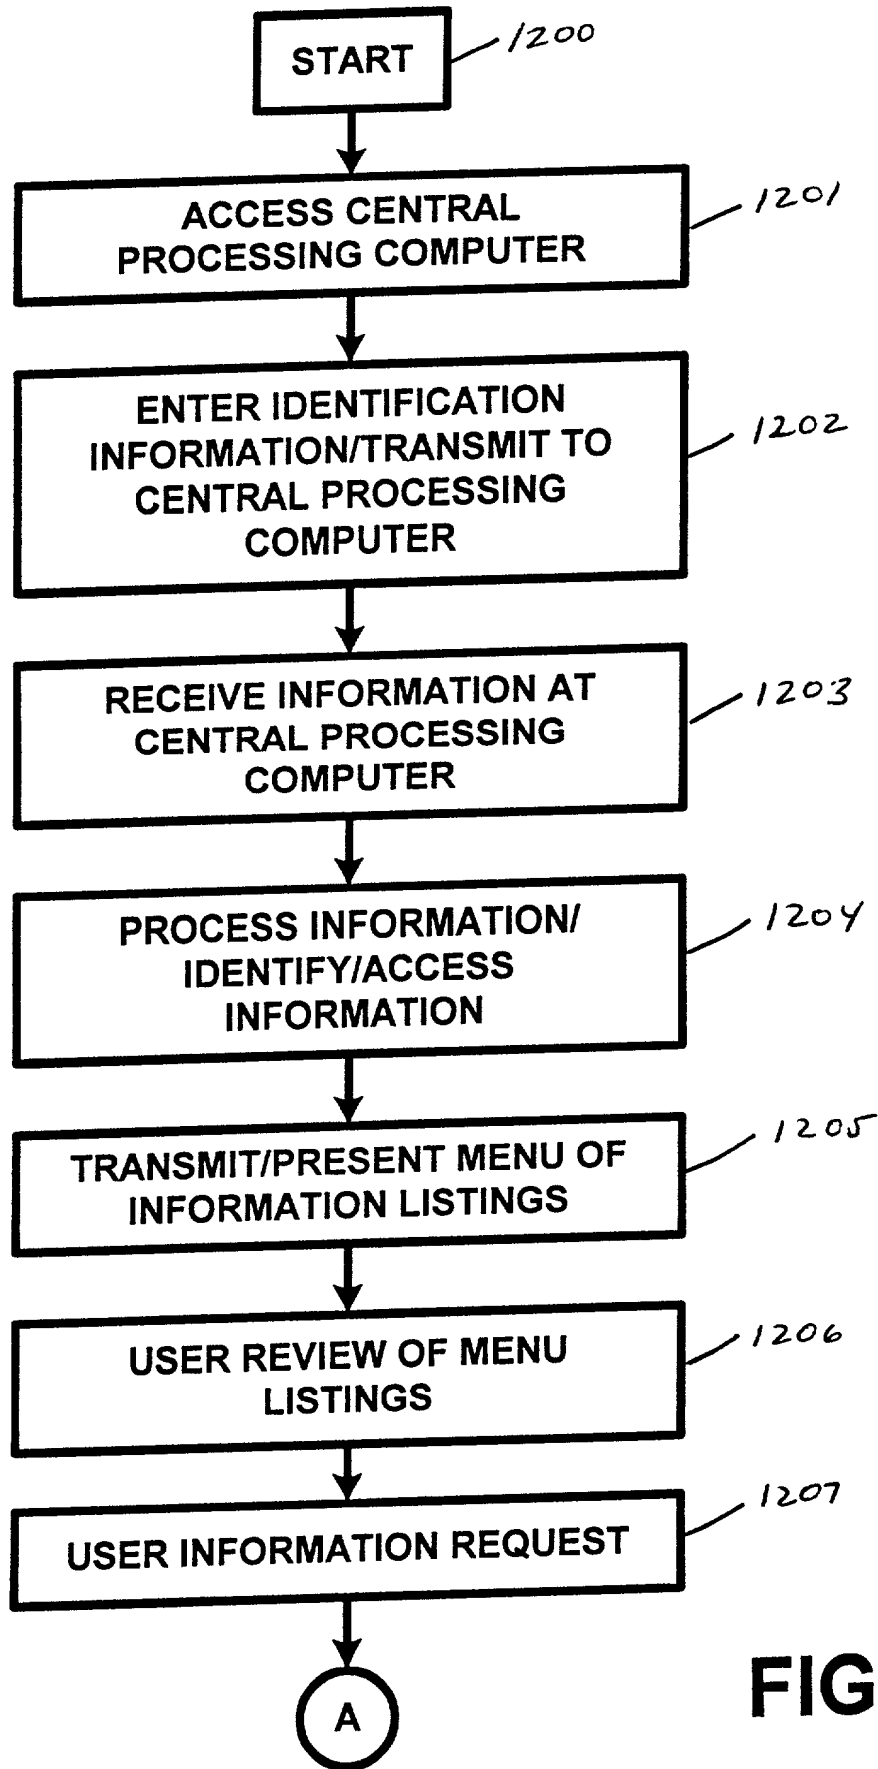 START
1200
ACCESS CENTRAL
PROCESSING COMPUTER
1201
ENTER IDENTIFICATION
INFORMATION/TRANSMIT TO
CENTRAL PROCESSING
COMPUTER
1202
RECEIVE INFORMATION AT
CENTRAL PROCESSING
COMPUTER
1203
PROCESS INFORMATION/
IDENTIFY/ACCESS
INFORMATION
1204
TRANSMIT/PRESENT MENU OF
INFORMATION LISTINGS
1205
USER REVIEW OF MENU
LISTINGS
1206
USER INFORMATION REQUEST
1207
A
FIG